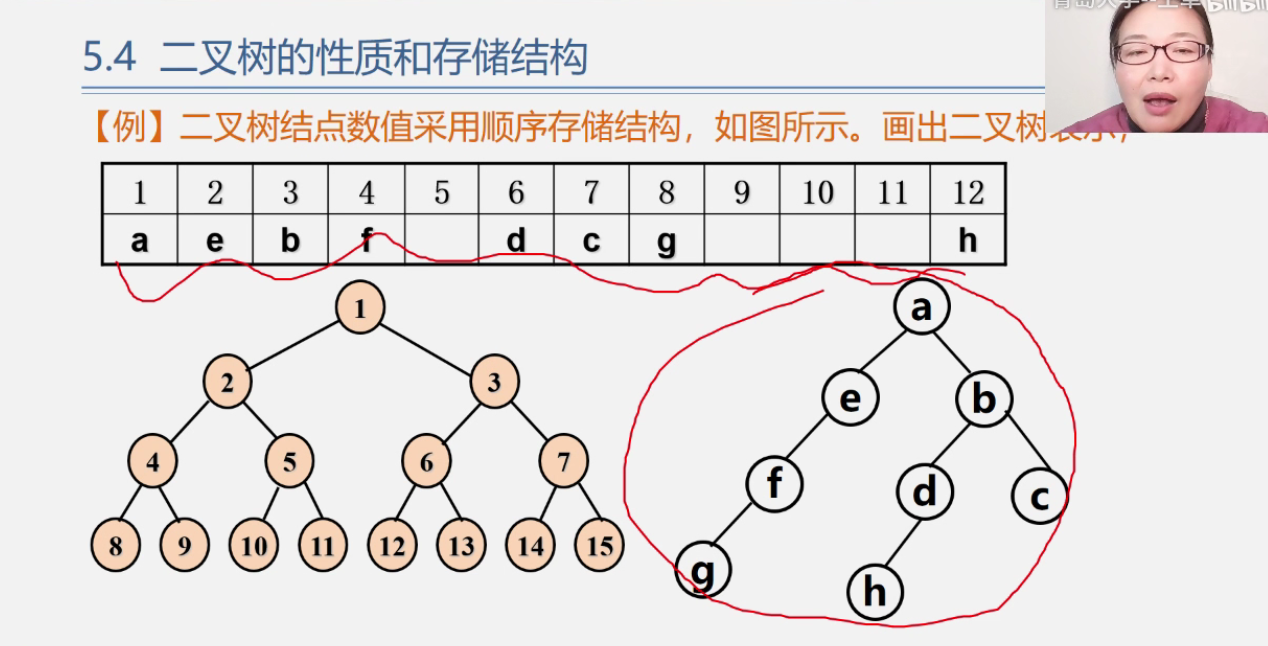 5.4 二叉树的性质和存储结构
【例】二叉树结点数值采用顺序存储结构，如图所示。画出二叉树表示；
1 2 3 4 5 6 7 8 9 10 11 12
a e b f d c g h
1
2 3
4 5 6 7
8 9 10 11 12 13 14 15
a
e b
f d c
g h